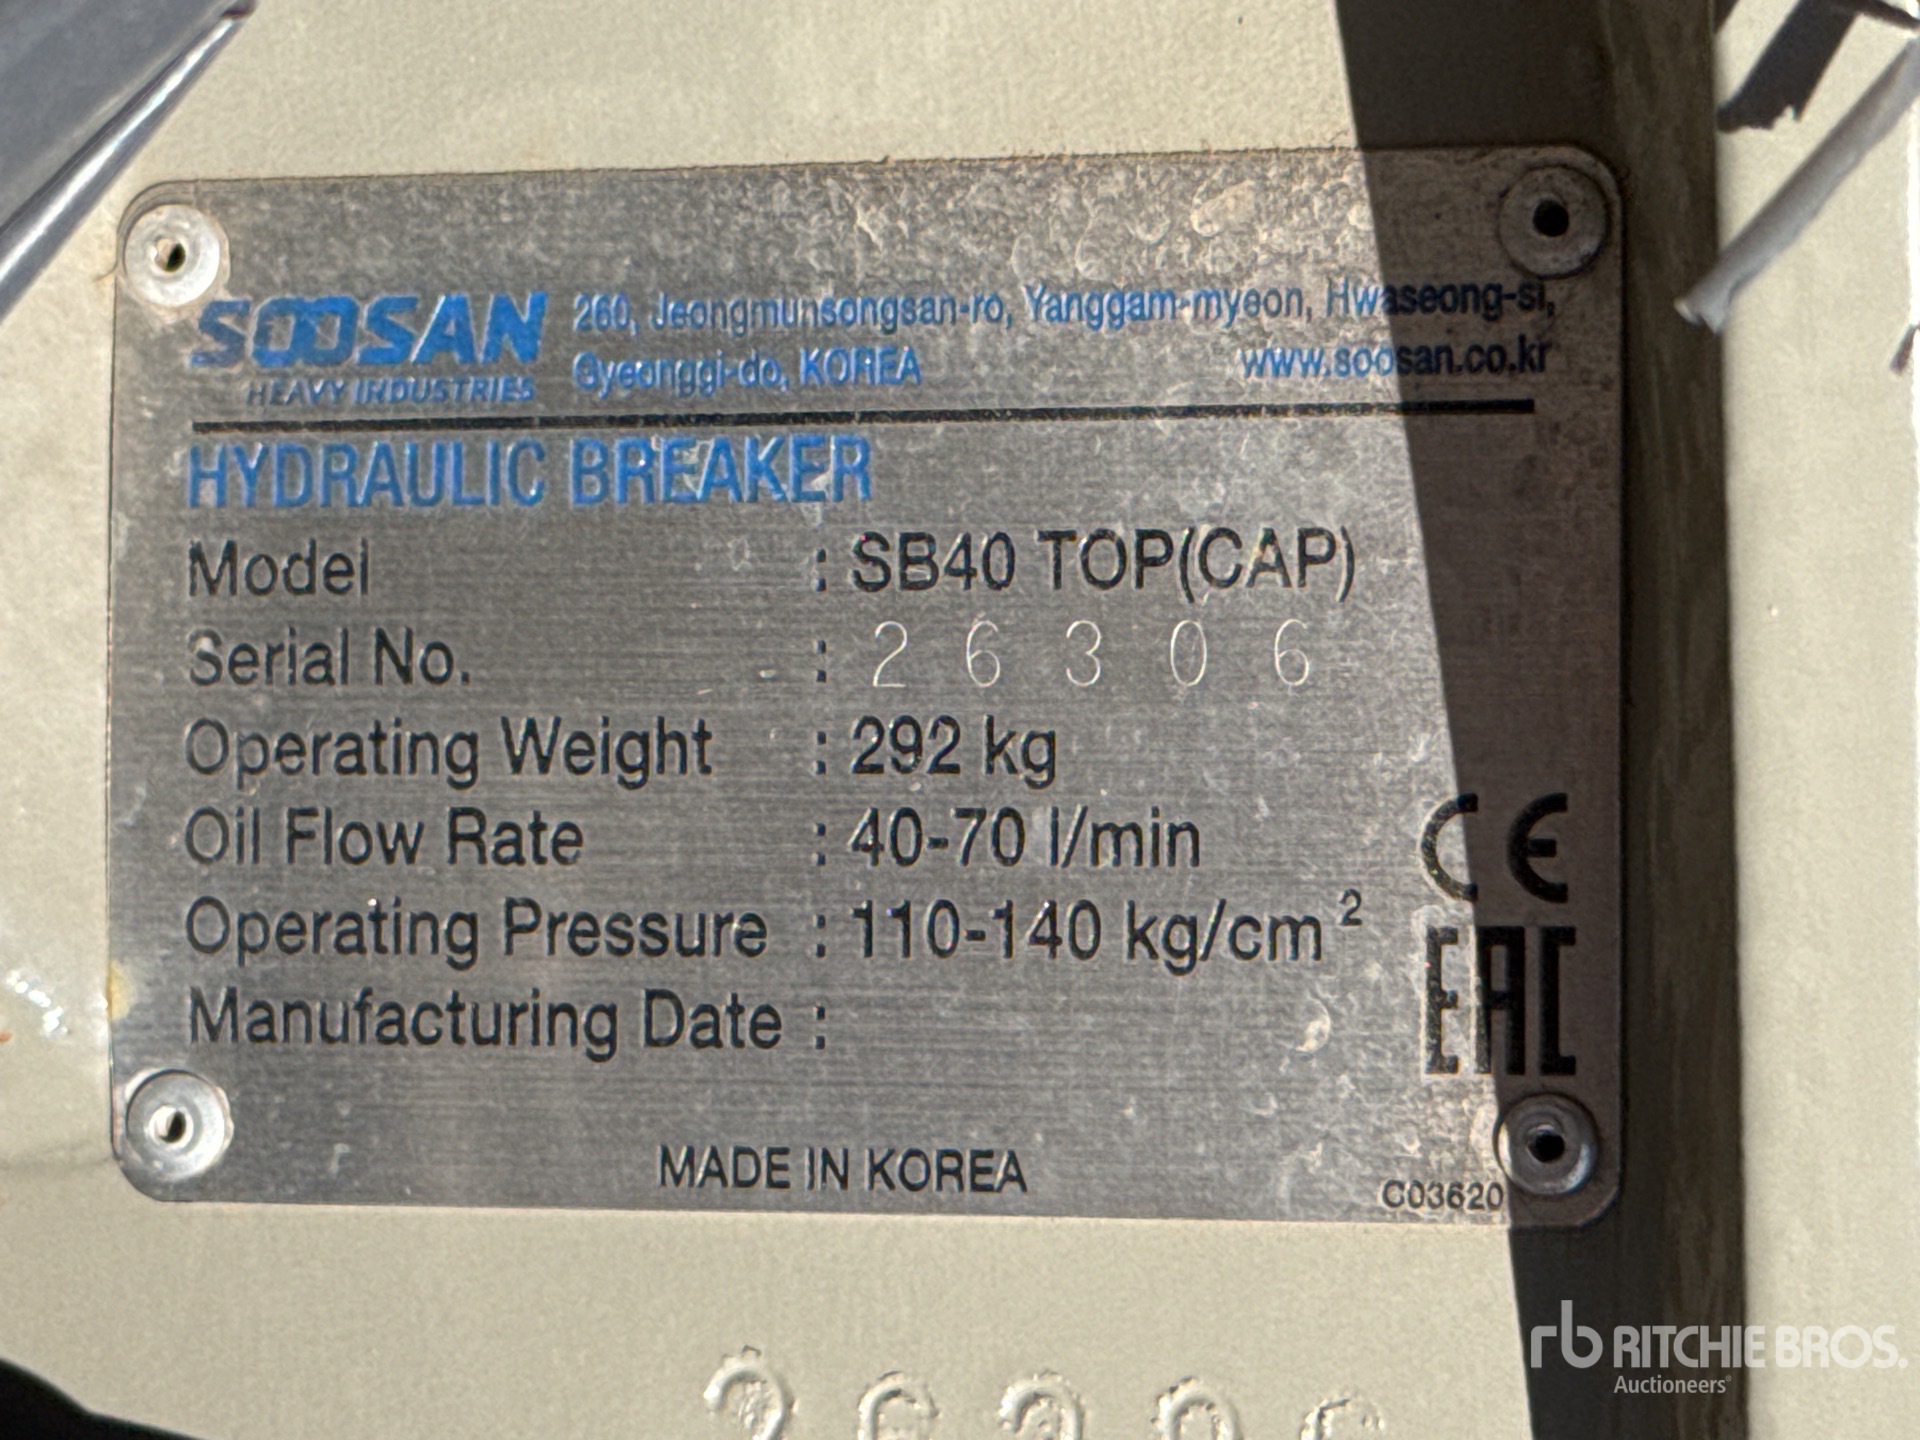 SOOSAN
HEAVY INDUSTRIES
260, Jeongmunsongsan-ro, Yanggam-myeon, Hwaseong-si,
Gyeonggi-do, KOREA www.soosan.co.kr
HYDRAULIC BREAKER
Model : SB40 TOP(CAP)
Serial No. : 26306
Operating Weight : 292 kg
Oil Flow Rate : 40-70 l/min
Operating Pressure : 110-140 kg/cm²
Manufacturing Date :
CE
EAC
MADE IN KOREA
C03620
rb RITCHIE BROS.
Auctioneers